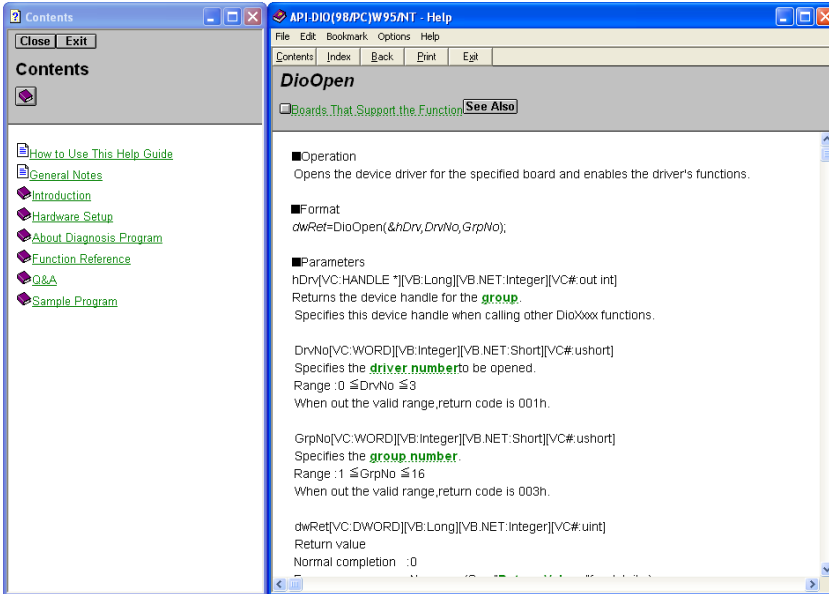 Contents
Close Exit
Contents
How to Use This Help Guide
General Notes
Introduction
Hardware Setup
About Diagnosis Program
Function Reference
Q&A
Sample Program
API-DIO(98/PC)W95/NT - Help
File Edit Bookmark Options Help
Contents Index Back Print Exit
DioOpen
Boards That Support the Function See Also
■Operation
Opens the device driver for the specified board and enables the driver's functions.
■Format
dwRet=DioOpen(&hDrv,DrvNo,GrpNo);
■Parameters
hDrv[VC:HANDLE *][VB:Long][VB.NET:Integer][VC#:out int]
Returns the device handle for the group.
Specifies this device handle when calling other DioXxxx functions.
DrvNo[VC:WORD][VB:Integer][VB.NET:Short][VC#:ushort]
Specifies the driver numberto be opened.
Range :0 ≦DrvNo ≦3
When out the valid range,return code is 001h.
GrpNo[VC:WORD][VB:Integer][VB.NET:Short][VC#:ushort]
Specifies the group number.
Range :1 ≦GrpNo ≦16
When out the valid range,return code is 003h.
dwRet[VC:DWORD][VB:Long][VB.NET:Integer][VC#:uint]
Return value
Normal completion :0